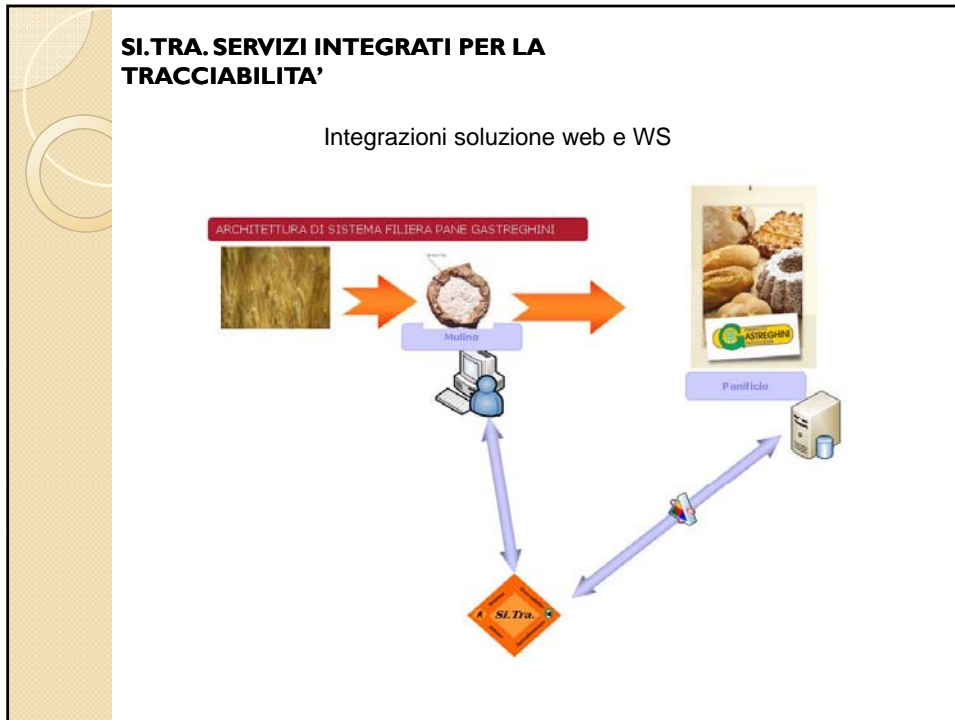 SI.TRA. SERVIZI INTEGRATI PER LA
TRACCIABILITA’
Integrazioni soluzione web e WS
ARCHITETTURA DI SISTEMA FILIERA PANE GASTREGHINI
Mulino
GASTREGHINI
Panificio
Si.Tra.